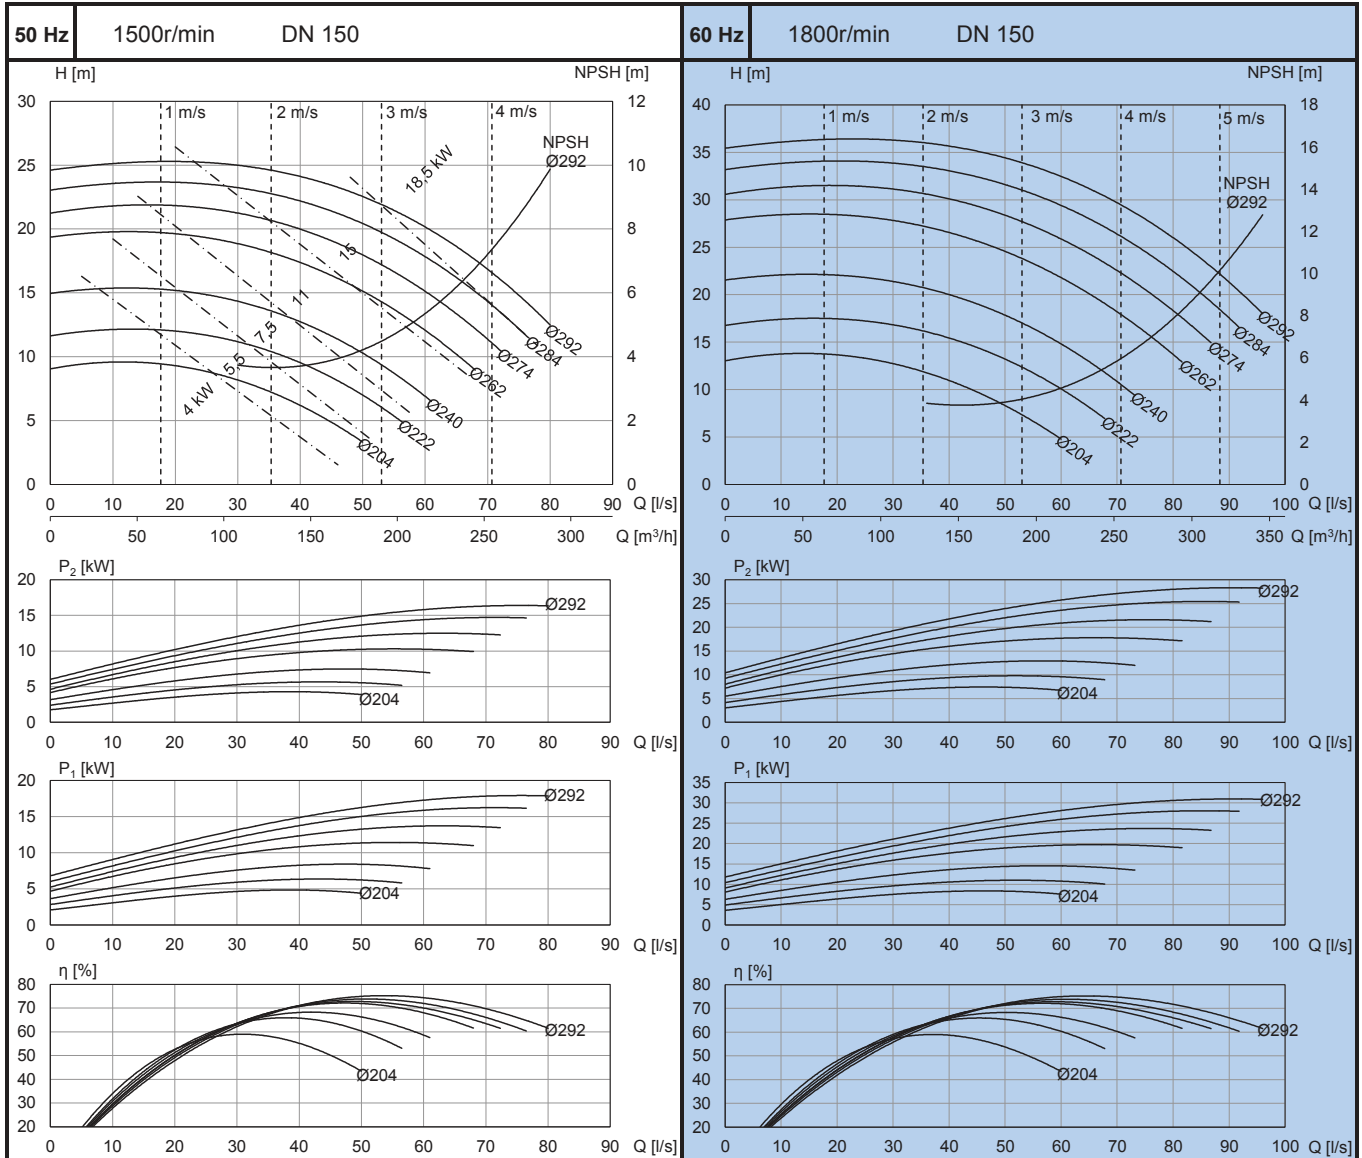 50 Hz 1500r/min DN 150
H [m] NPSH [m]
30 12
1 m/s 2 m/s 3 m/s 4 m/s
NPSH
Ø292
25 10
18,5 kW
20 8
15
15 6
11
7,5
5,5
4 kW
10 4
5 2
0 0
Ø292
Ø284
Ø274
Ø262
Ø240
Ø222
Ø204
0 10 20 30 40 50 60 70 80 90 Q [l/s]
0 50 100 150 200 250 300 Q [m³/h]
P₂ [kW]
20
15
10
5
0
Ø292
Ø204
0 10 20 30 40 50 60 70 80 90 Q [l/s]
P₁ [kW]
20
15
10
5
0
Ø292
Ø204
0 10 20 30 40 50 60 70 80 90 Q [l/s]
η [%]
80
70
60
50
40
30
20
Ø292
Ø204
0 10 20 30 40 50 60 70 80 90 Q [l/s]
60 Hz 1800r/min DN 150
H [m] NPSH [m]
40 18
1 m/s 2 m/s 3 m/s 4 m/s 5 m/s
35 16
30 14
NPSH
Ø292
25 12
20 10
15 8
10 6
5 4
0 2
0
Ø292
Ø284
Ø274
Ø262
Ø240
Ø222
Ø204
0 10 20 30 40 50 60 70 80 90 100 Q [l/s]
0 50 100 150 200 250 300 350 Q [m³/h]
P₂ [kW]
30
25
20
15
10
5
0
Ø292
Ø204
0 10 20 30 40 50 60 70 80 90 100 Q [l/s]
P₁ [kW]
35
30
25
20
15
10
5
0
Ø292
Ø204
0 10 20 30 40 50 60 70 80 90 100 Q [l/s]
η [%]
80
70
60
50
40
30
20
Ø292
Ø204
0 10 20 30 40 50 60 70 80 90 100 Q [l/s]